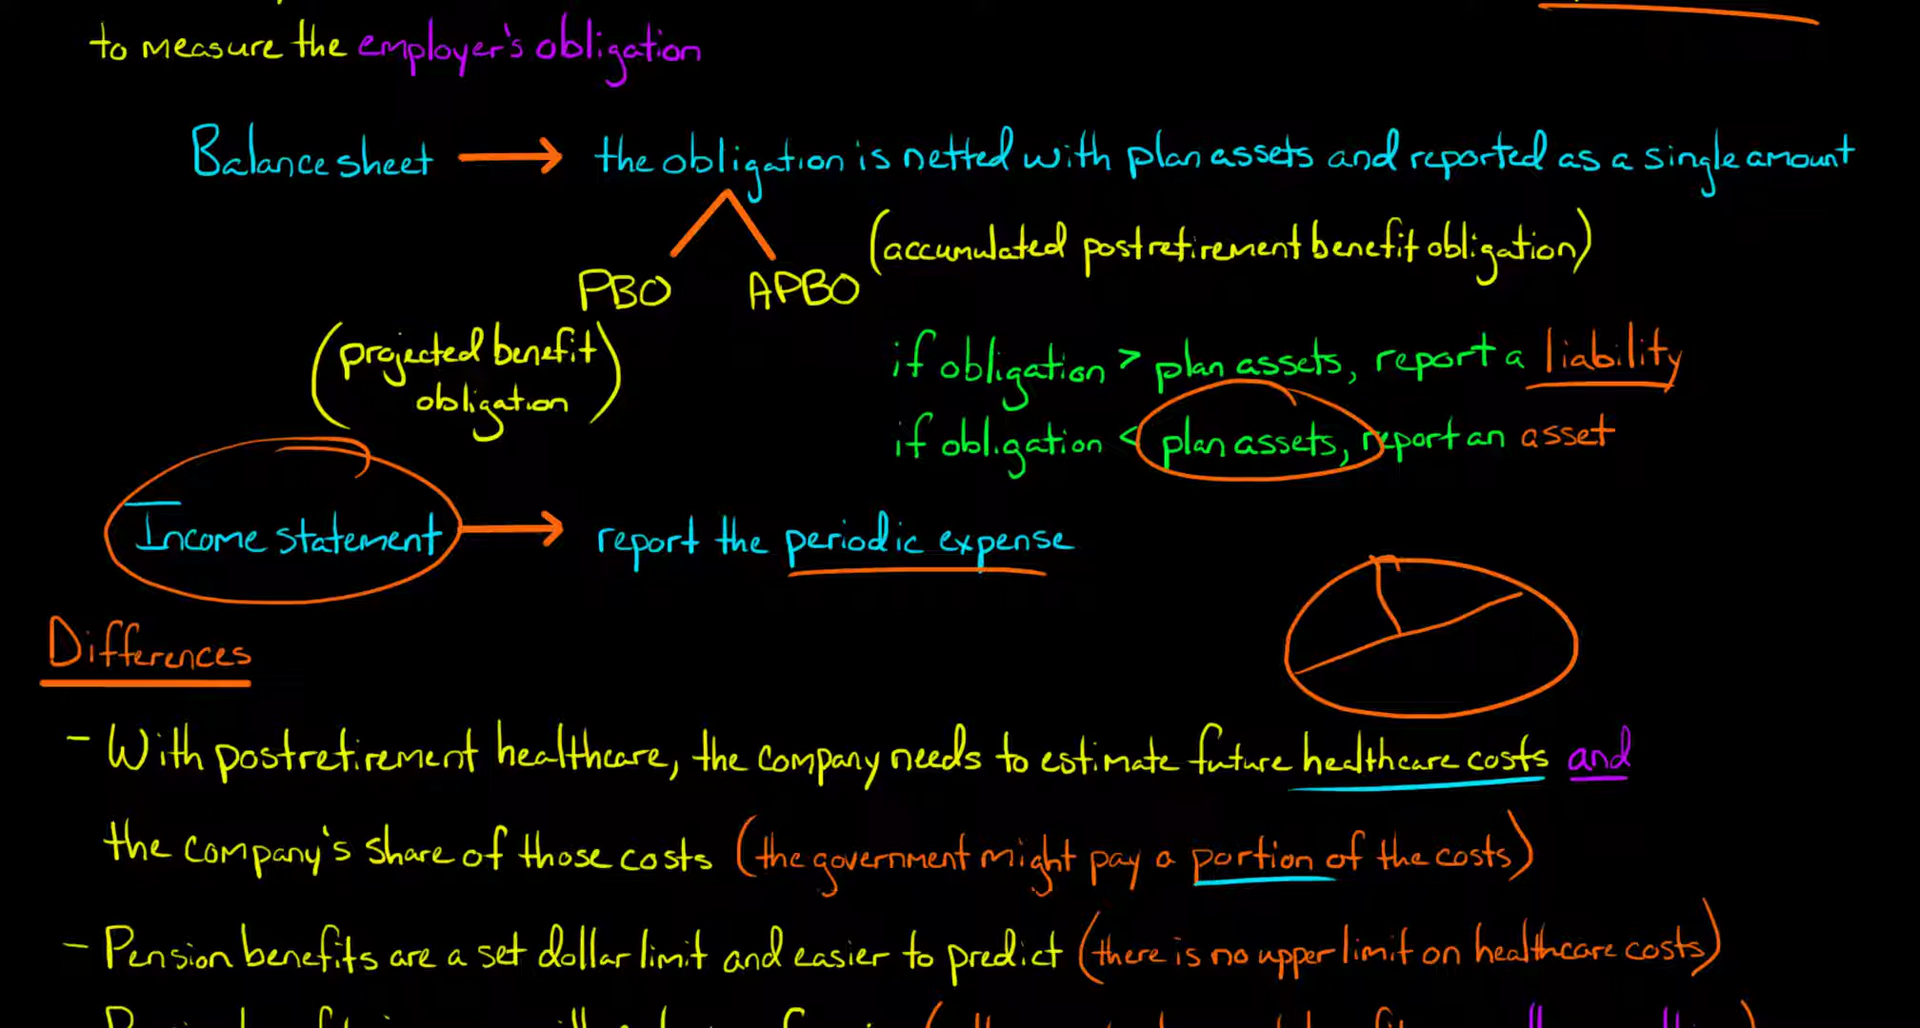 to measure the employer's obligation
Balance sheet → the obligation is netted with plan assets and reported as a single amount
PBO APBO (accumulated postretirement benefit obligation)
(projected benefit
obligation)
if obligation > plan assets, report a liability
if obligation < plan assets, report an asset
Income statement → report the periodic expense
Differences
- With postretirement healthcare, the company needs to estimate future healthcare costs and
the company's share of those costs (the government might pay a portion of the costs)
- Pension benefits are a set dollar limit and easier to predict (there is no upper limit on healthcare costs)